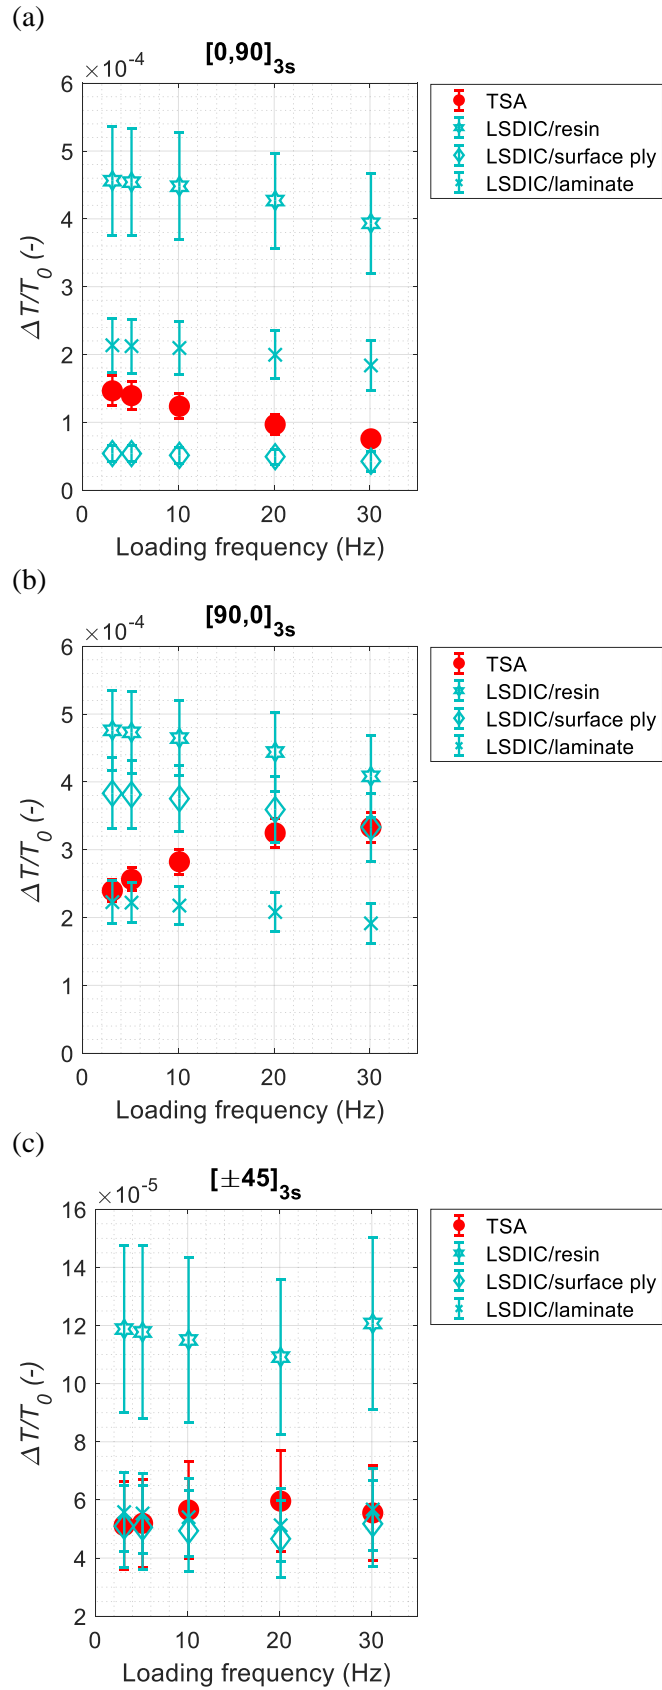 (a)
[0,90]3s
×10-4
6
5
4
3
2
1
0
0 10 20 30
ΔT/T0 (-)
Loading frequency (Hz)
TSA
LSDIC/resin
LSDIC/surface ply
LSDIC/laminate
(b)
[90,0]3s
×10-4
6
5
4
3
2
1
0
0 10 20 30
ΔT/T0 (-)
Loading frequency (Hz)
TSA
LSDIC/resin
LSDIC/surface ply
LSDIC/laminate
(c)
[±45]3s
×10-5
16
14
12
10
8
6
4
2
0 10 20 30
ΔT/T0 (-)
Loading frequency (Hz)
TSA
LSDIC/resin
LSDIC/surface ply
LSDIC/laminate